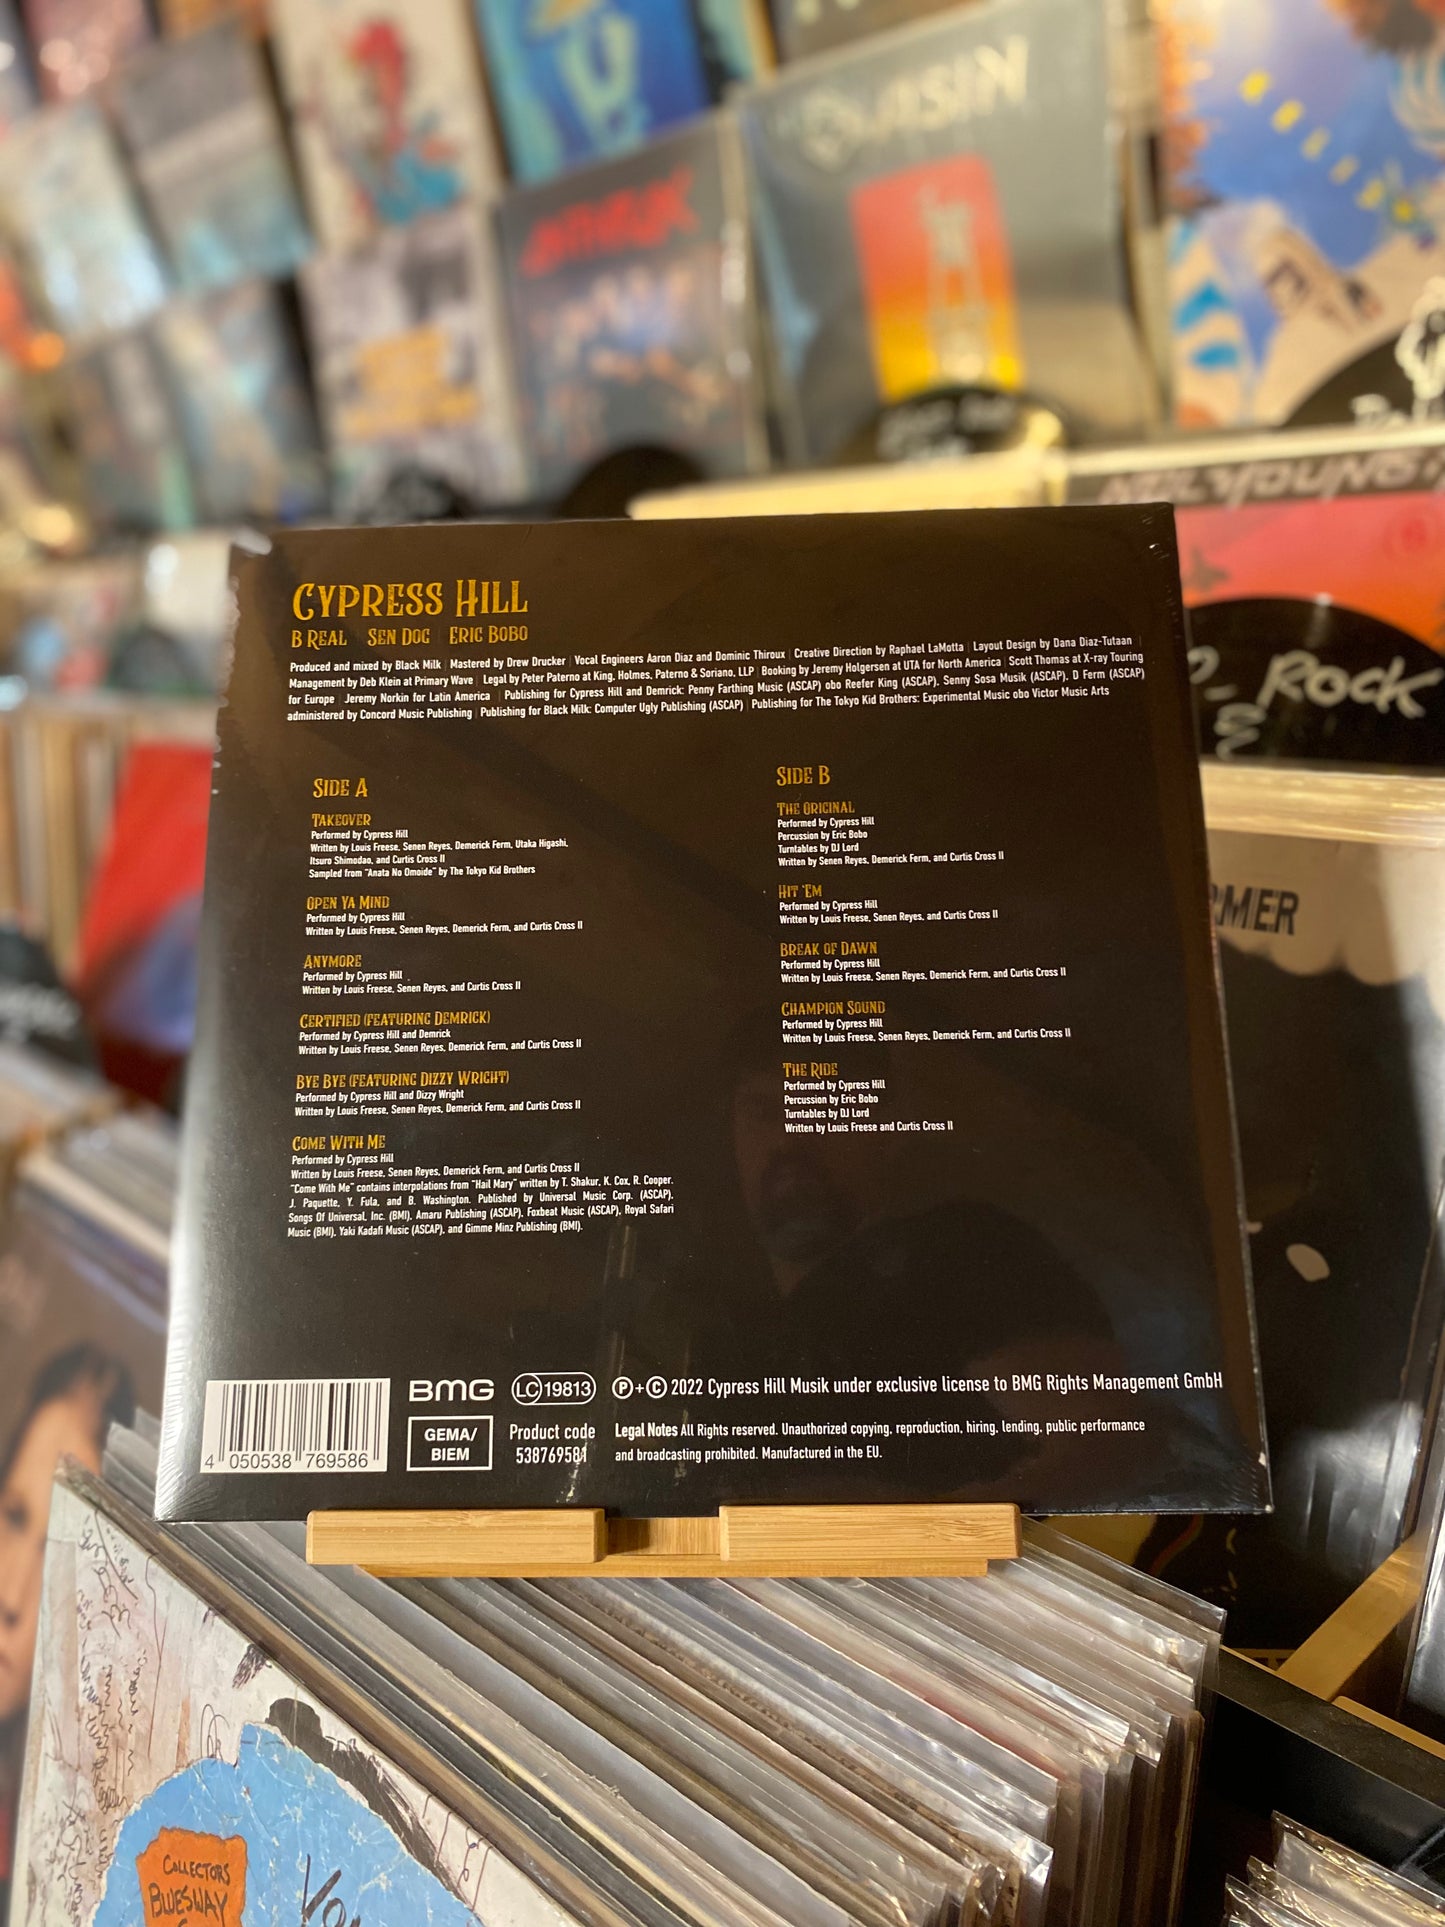 CYPRESS HILL
B REAL | SEN DOG | ERIC BOBO
Produced and mixed by Black Milk | Mastered by Drew Drucker | Vocal Engineers Aaron Diaz and Dominic Thiroux | Creative Direction by Raphael LaMotta | Layout Design by Dana Diaz-Tutaan |
Management by Deb Klein at Primary Wave | Legal by Peter Paterno at King, Holmes, Paterno & Soriano, LLP | Booking by Jeremy Holgersen at UTA for North America | Scott Thomas at X-ray Touring
for Europe | Jeremy Norkin for Latin America | Publishing for Cypress Hill and Demrick: Penny Farthing Music (ASCAP) obo Reefer King (ASCAP), Senny Sosa Musik (ASCAP), D Ferm (ASCAP)
administered by Concord Music Publishing | Publishing for Black Milk: Computer Ugly Publishing (ASCAP) | Publishing for The Tokyo Kid Brothers: Experimental Music obo Victor Music Arts
SIDE A
TAKEOVER
Performed by Cypress Hill
Written by Louis Freese, Senen Reyes, Demerick Ferm, Utaka Higashi,
Itsuro Shimodao, and Curtis Cross II
Sampled from "Anata No Omoide" by The Tokyo Kid Brothers
OPEN YA MIND
Performed by Cypress Hill
Written by Louis Freese, Senen Reyes, Demerick Ferm, and Curtis Cross II
ANYMORE
Performed by Cypress Hill
Written by Louis Freese, Senen Reyes, and Curtis Cross II
CERTIFIED (FEATURING DEMRICK)
Performed by Cypress Hill and Demrick
Written by Louis Freese, Senen Reyes, Demerick Ferm, and Curtis Cross II
BYE BYE (FEATURING DIZZY WRIGHT)
Performed by Cypress Hill and Dizzy Wright
Written by Louis Freese, Senen Reyes, Demerick Ferm, and Curtis Cross II
COME WITH ME
Performed by Cypress Hill
Written by Louis Freese, Senen Reyes, Demerick Ferm, and Curtis Cross II
"Come With Me" contains interpolations from "Hail Mary" written by T. Shakur, K. Cox, R. Cooper,
J. Paquette, Y. Fula, and B. Washington. Published by Universal Music Corp. (ASCAP),
Songs Of Universal, Inc. (BMI), Amaru Publishing (ASCAP), Foxbeat Music (ASCAP), Royal Safari
Music (BMI), Yaki Kadafi Music (ASCAP), and Gimme Minz Publishing (BMI).
SIDE B
THE ORIGINAL
Performed by Cypress Hill
Percussion by Eric Bobo
Turntables by DJ Lord
Written by Senen Reyes, Demerick Ferm, and Curtis Cross II
HIT 'EM
Performed by Cypress Hill
Written by Louis Freese, Senen Reyes, and Curtis Cross II
BREAK OF DAWN
Performed by Cypress Hill
Written by Louis Freese, Senen Reyes, Demerick Ferm, and Curtis Cross II
CHAMPION SOUND
Performed by Cypress Hill
Written by Louis Freese, Senen Reyes, Demerick Ferm, and Curtis Cross II
THE RIDE
Performed by Cypress Hill
Percussion by Eric Bobo
Turntables by DJ Lord
Written by Louis Freese and Curtis Cross II
4 050538 769586
BMG
LC 19813
℗+© 2022 Cypress Hill Musik under exclusive license to BMG Rights Management GmbH
GEMA/
BIEM
Product code
538769581
Legal Notes All Rights reserved. Unauthorized copying, reproduction, hiring, lending, public performance
and broadcasting prohibited. Manufactured in the EU.
ANTHRAX
NEIL YOUNG
ROCK
RMER
COLLECTORS
BLUESWAY